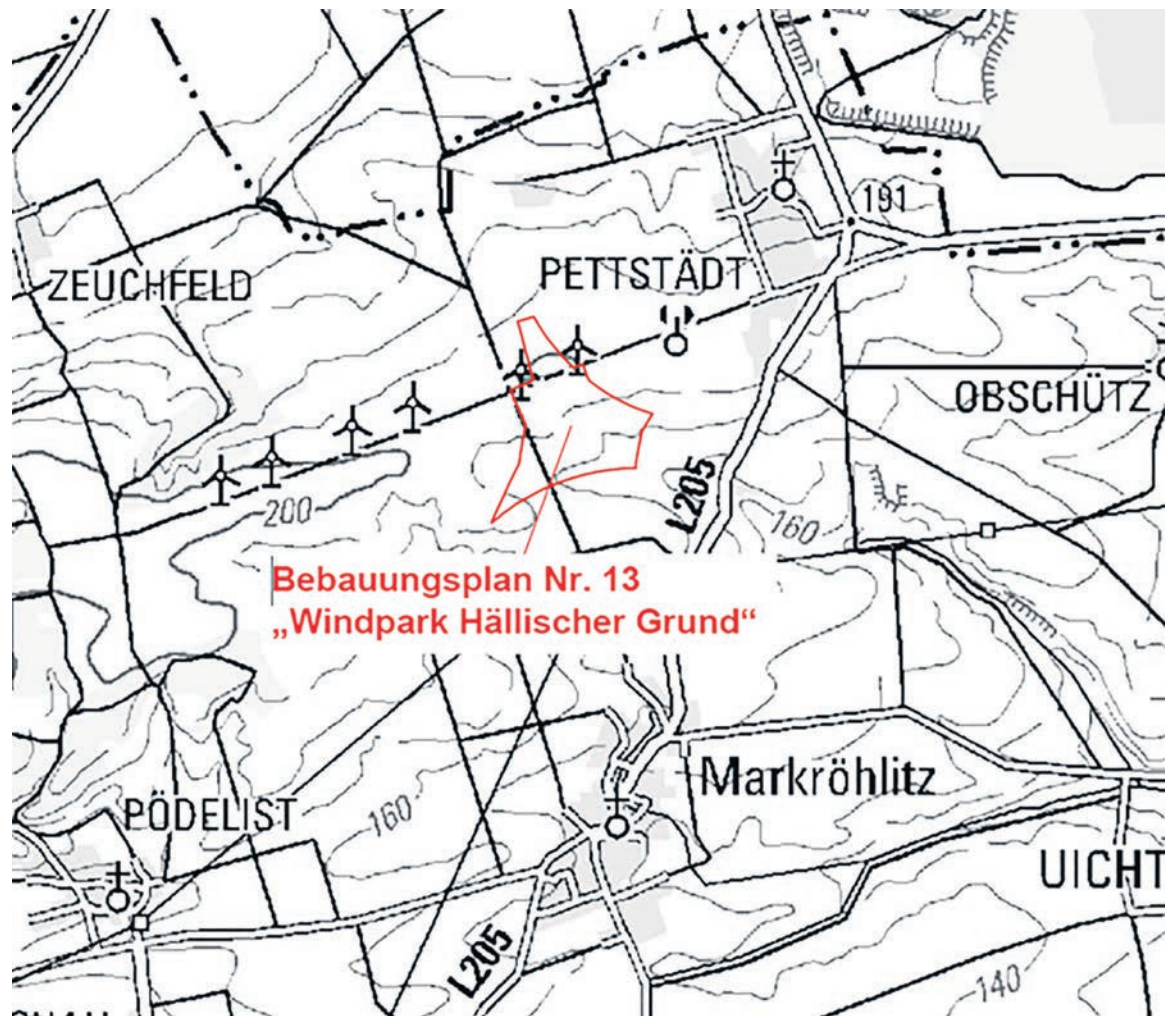 191
ZEUCHFELD
PETTSTÄDT
OBSCHÜTZ
L205
200
160
Bebauungsplan Nr. 13
„Windpark Hällischer Grund“
Markröhlitz
PÖDELIST
160
UICHT
L205
140